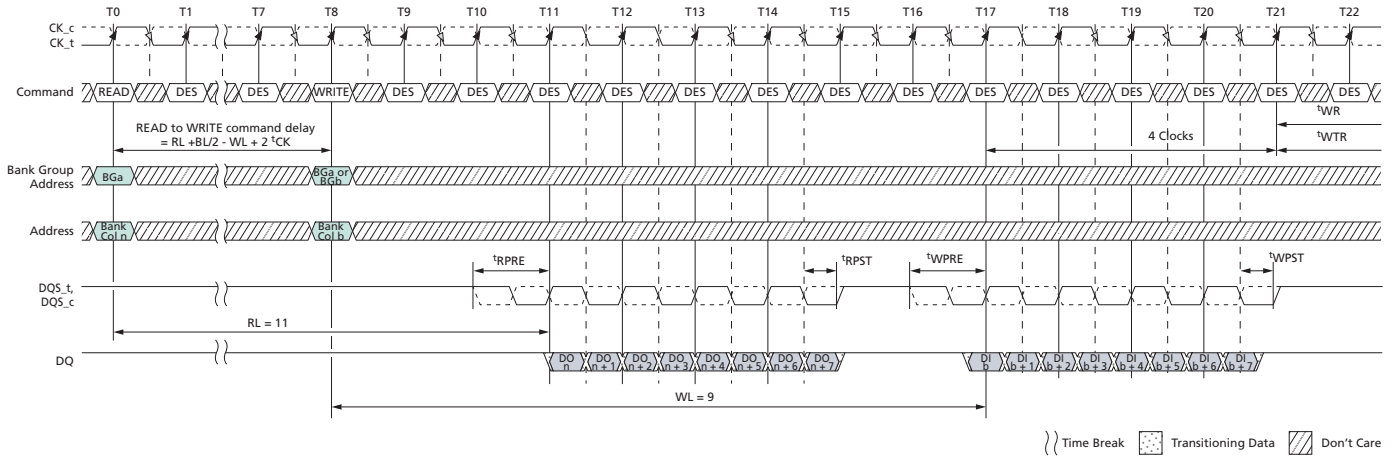 T0 T1 T7 T8 T9 T10 T11 T12 T13 T14 T15 T16 T17 T18 T19 T20 T21 T22
CK_c
CK_t
Command READ DES DES WRITE DES DES DES DES DES DES DES DES DES DES DES DES DES DES
tWR
READ to WRITE command delay
= RL +BL/2 - WL + 2 tCK
4 Clocks
tWTR
Bank Group
Address
BGa
BGa or
BGb
Address
Bank
Col n
Bank
Col b
tRPRE tRPST tWPRE tWPST
DQS_t,
DQS_c
RL = 11
DQ
DO DO DO DO DO DO DO DO DI DI DI DI DI DI DI DI
n n + 1 n + 2 n + 3 n + 4 n + 5 n + 6 n + 7 b b + 1 b + 2 b + 3 b + 4 b + 5 b + 6 b + 7
WL = 9
Time Break Transitioning Data Don't Care